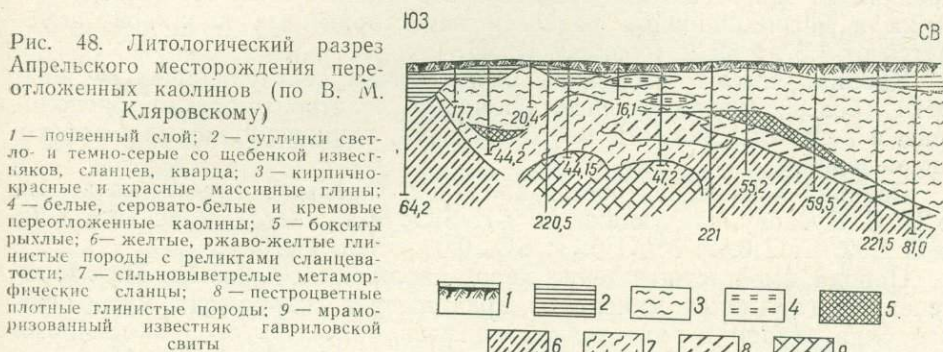 Рис. 48. Литологический разрез
Апрельского месторождения пере-
отложенных каолинов (по В. М.
Кляровскому)
1 — почвенный слой; 2 — суглинки свет-
ло- и темно-серые со щебенкой извест-
няков, сланцев, кварца; 3 — кирпично-
красные и красные массивные глины;
4 — белые, серовато-белые и кремовые
переотложенные каолины; 5 — бокситы
рыхлые; 6 — желтые, ржаво-желтые гли-
нистые породы с реликтами сланцева-
тости; 7 — сильновыветрелые метамор-
фические сланцы; 8 — пестроцветные
плотные глинистые породы; 9 — мрамо-
ризованный известняк гавриловской
свиты
ЮЗ
СВ
17,7
20,4
16,1
44,2
44,15
47,2
55,2
59,5
64,2
220,5
221
221,5
81,0
1
2
3
4
5
6
7
8
9